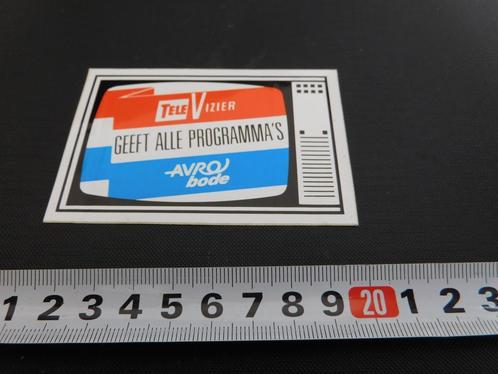 TELEVIZIER
GEEFT ALLE PROGRAMMA'S
AVRO
bode
1 2 3 4 5 6 7 8 9 20 1 2 3